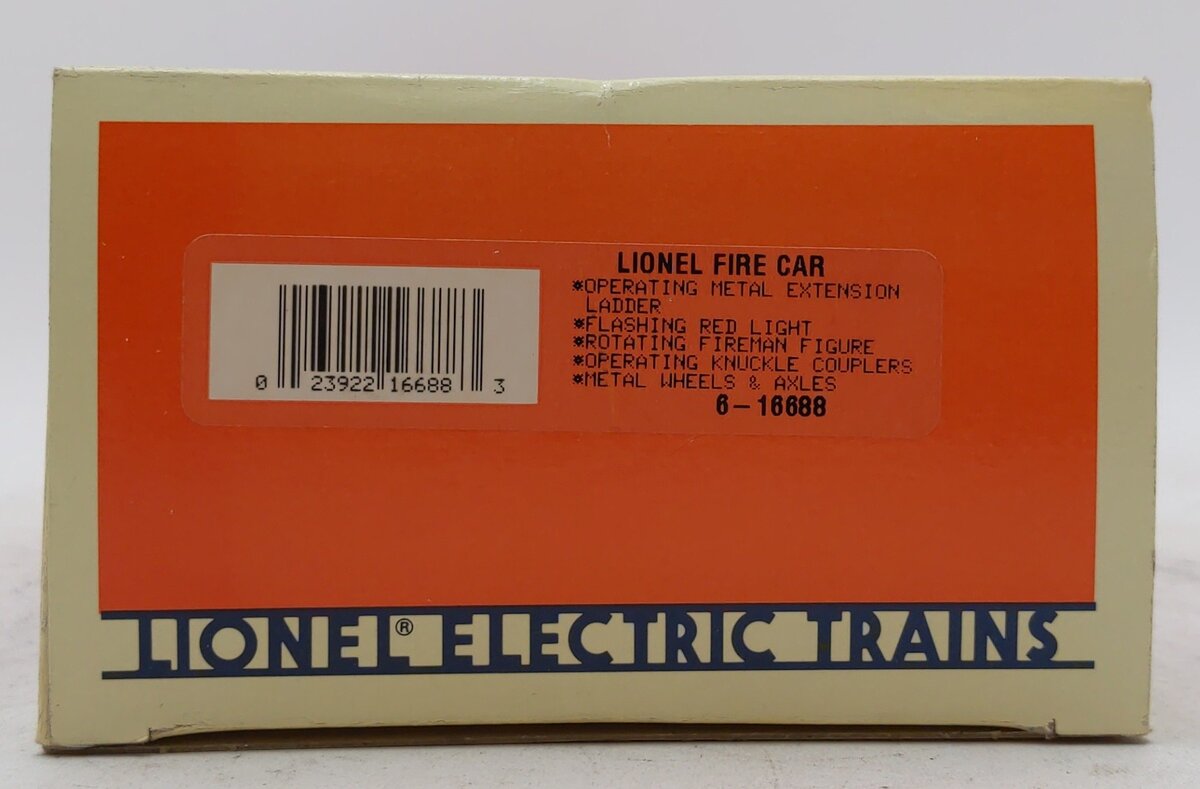 LIONEL FIRE CAR
*OPERATING METAL EXTENSION
LADDER
*FLASHING RED LIGHT
*ROTATING FIREMAN FIGURE
*OPERATING KNUCKLE COUPLERS
*METAL WHEELS & AXLES
6-16688
0 23922 16688 3
LIONEL® ELECTRIC TRAINS